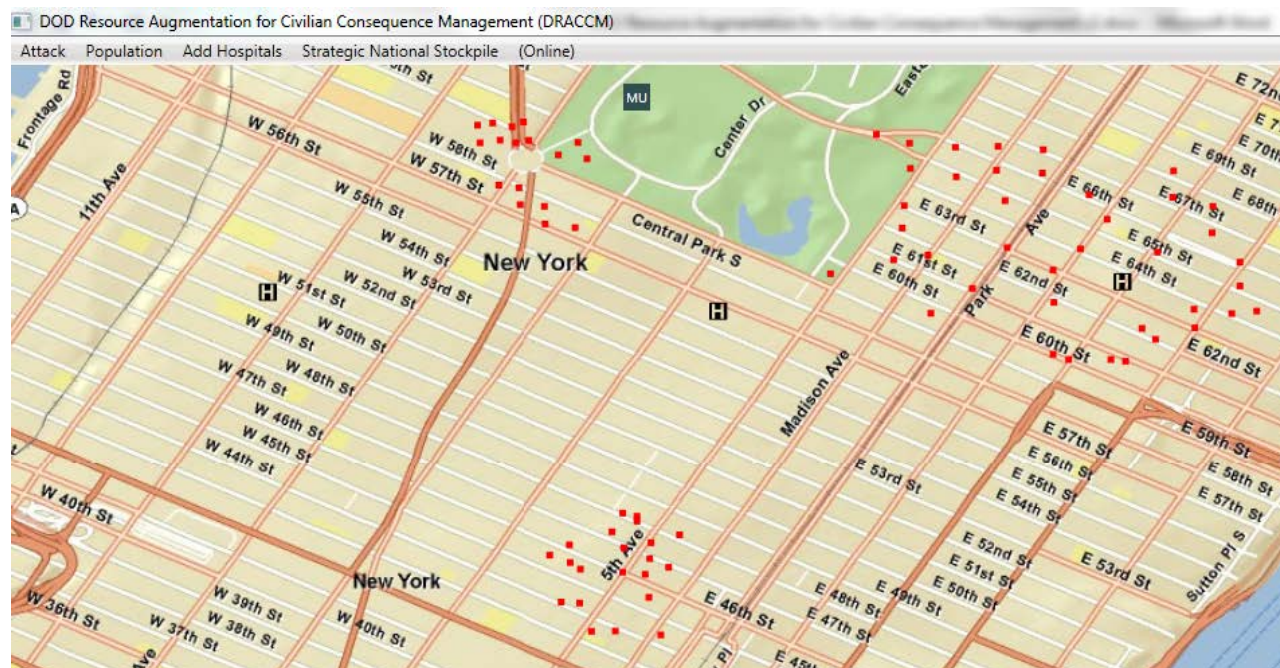 DOD Resource Augmentation for Civilian Consequence Management (DRACCM)
Attack Population Add Hospitals Strategic National Stockpile (Online)
Frontage Rd
11th Ave
A
W 56th St
W 58th St
W 57th St
W 55th St
W 54th St
W 53rd St
W 52nd St
W 51st St
W 50th St
W 49th St
W 48th St
W 47th St
W 46th St
W 45th St
W 44th St
W 40th St
W 36th St
W 37th St
W 38th St
W 39th St
W 40th St
Ave
New York
New York
H
H
H
MU
Center Dr
Central Park S
E 72n
E 70th
E 69th St
E 68th
E 67th St
E 66th St
E 65th St
E 64th St
E 63rd St
E 62nd St
E 61st St
E 60th St
Park Ave
Madison Ave
5th Ave
E 60th St
E 62nd St
E 59th St
E 58th St
E 57th St
E 57th St
E 56th St
E 55th St
E 54th St
E 53rd St
E 53rd St
E 52nd St
E 51st St
E 50th St
E 49th St
E 48th St
E 47th St
E 46th St
E 45th
Pl
Sutton Pl S